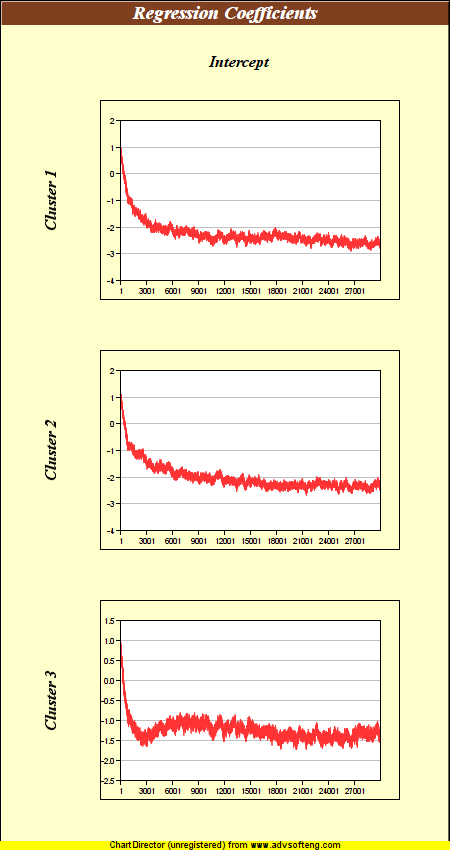 Regression Coefficients
Intercept
Cluster 1
2
1
0
-1
-2
-3
-4
1 3001 6001 9001 12001 15001 18001 21001 24001 27001
Cluster 2
2
1
0
-1
-2
-3
-4
1 3001 6001 9001 12001 15001 18001 21001 24001 27001
Cluster 3
1.5
1.0
0.5
0.0
-0.5
-1.0
-1.5
-2.0
-2.5
1 3001 6001 9001 12001 15001 18001 21001 24001 27001
ChartDirector (unregistered) from www.advsofteng.com